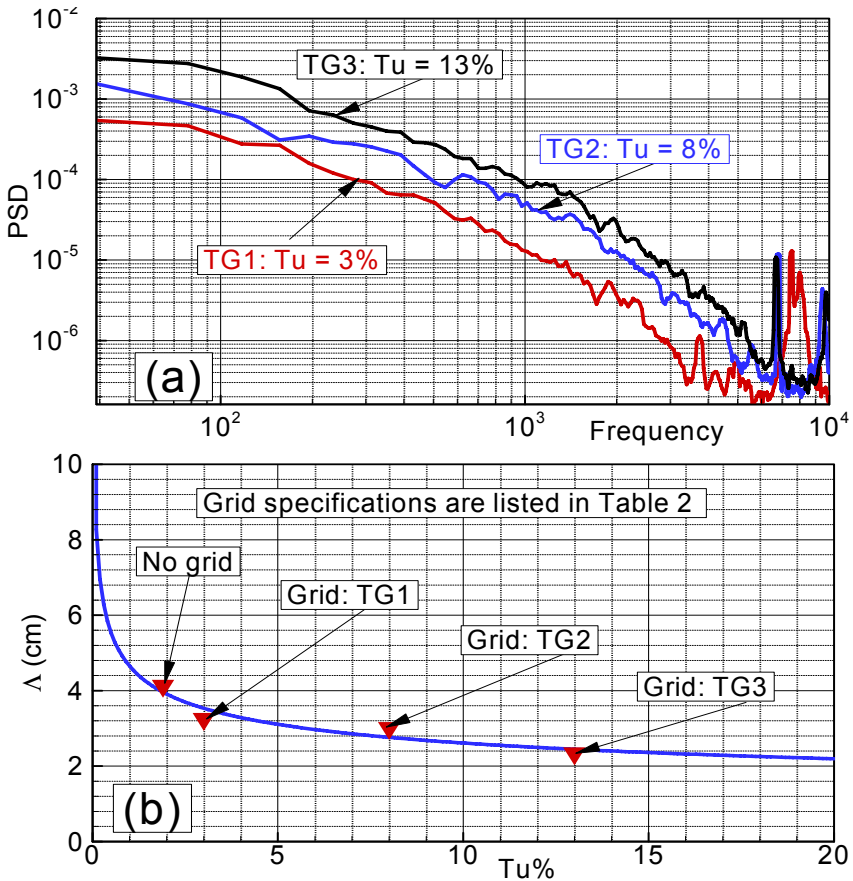 10⁻²
10⁻³
10⁻⁴
10⁻⁵
10⁻⁶
PSD
TG3: Tu = 13%
TG2: Tu = 8%
TG1: Tu = 3%
(a)
10²
10³
Frequency
10⁴
10
8
6
4
2
0
Λ (cm)
Grid specifications are listed in Table 2
No grid
Grid: TG1
Grid: TG2
Grid: TG3
(b)
0
5
10
15
20
Tu%